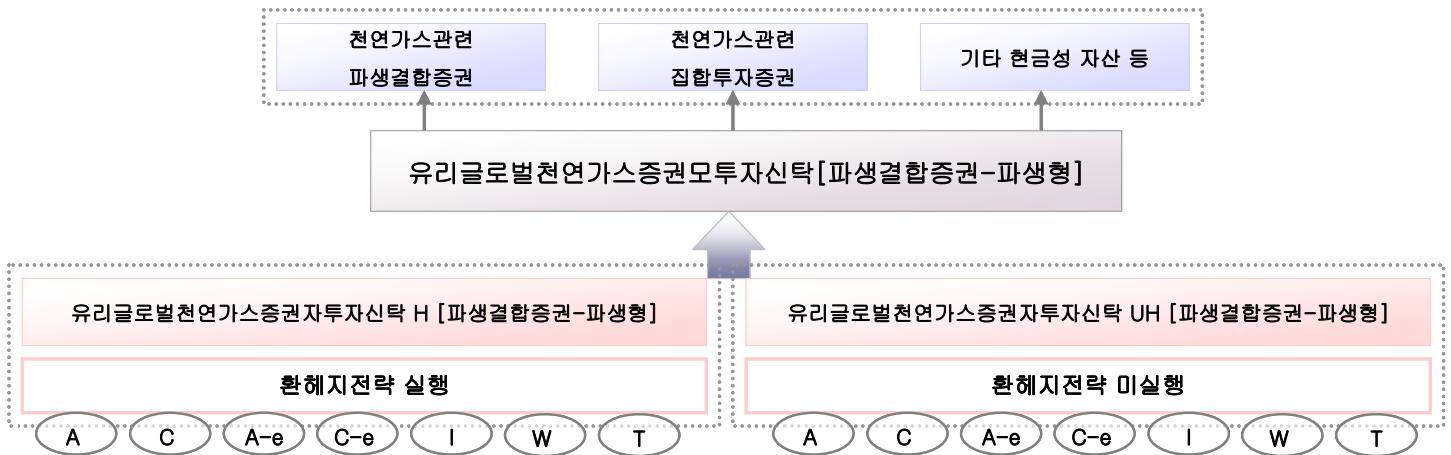 천연가스관련
파생결합증권
천연가스관련
집합투자증권
기타 현금성 자산 등
유리글로벌천연가스증권모투자신탁[파생결합증권-파생형]
유리글로벌천연가스증권자투자신탁 H [파생결합증권-파생형]
환헤지전략 실행
A C A-e C-e I W T
유리글로벌천연가스증권자투자신탁 UH [파생결합증권-파생형]
환헤지전략 미실행
A C A-e C-e I W T